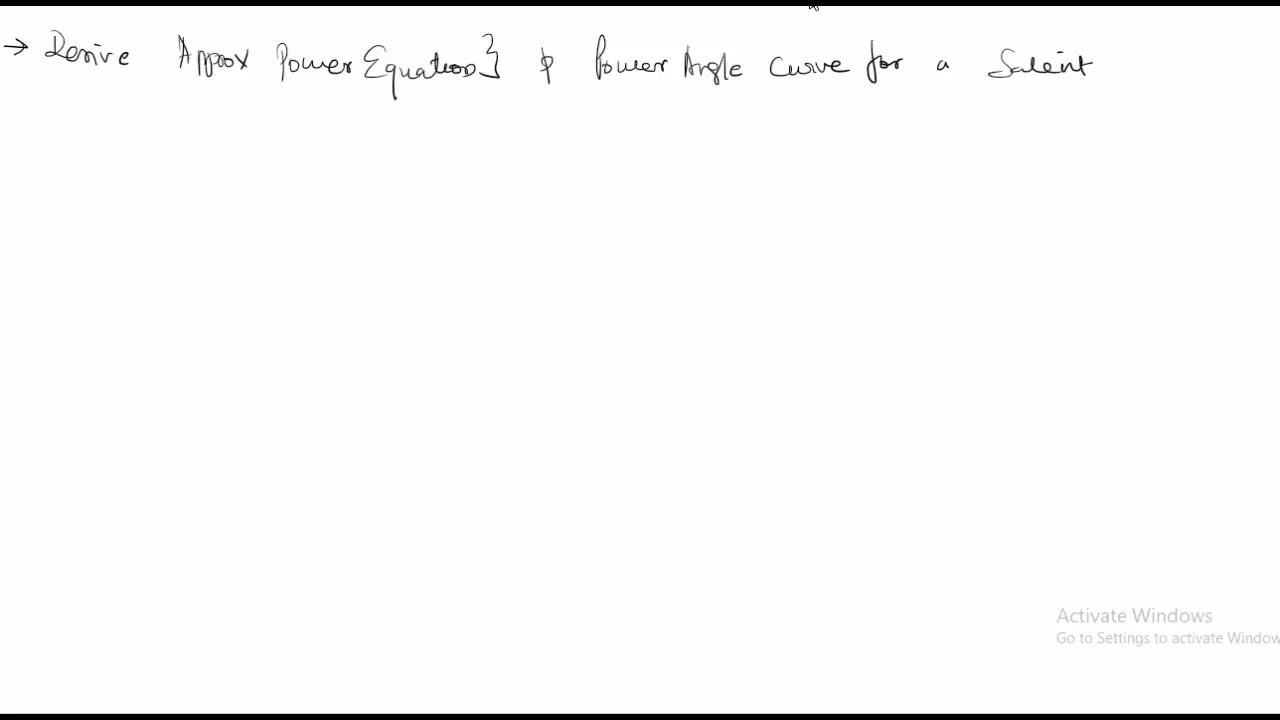 → Derive Approx Power Equation} & Power Angle Curve for a Salient
Activate Windows
Go to Settings to activate Window